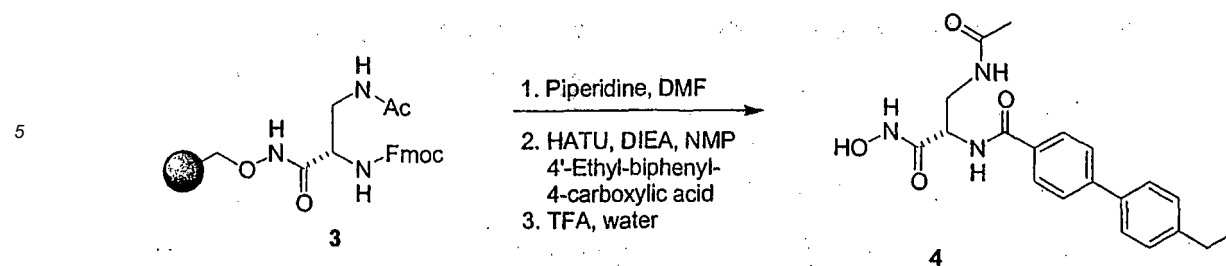 5
H
N
Ac
H
N
O
O
N
H
Fmoc
3
1. Piperidine, DMF
2. HATU, DIEA, NMP
4'-Ethyl-biphenyl-
4-carboxylic acid
3. TFA, water
O
NH
H
N
HO
O
N
H
O
4